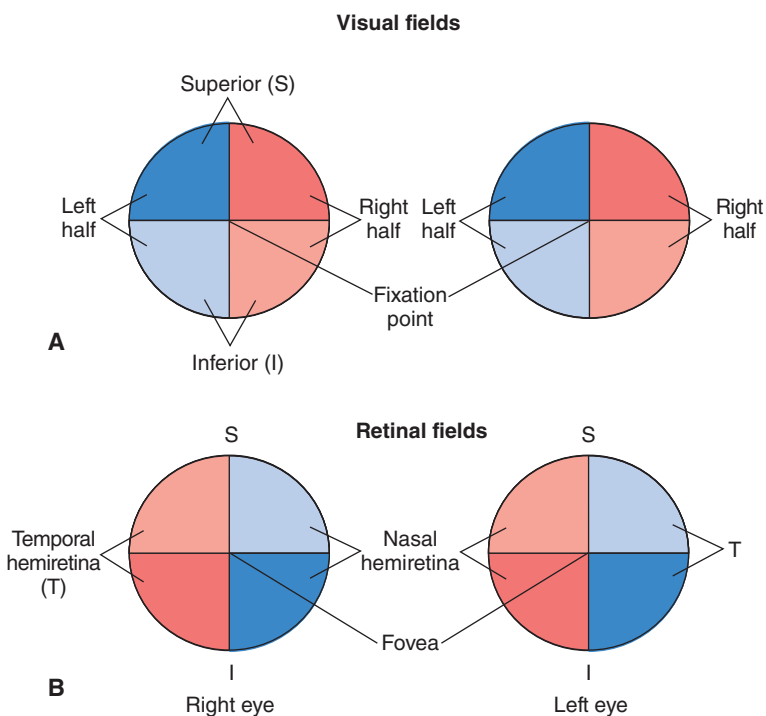 Visual fields
Superior (S)
Left
half
Right
half
Left
half
Right
half
Fixation
point
A
Inferior (I)
S
Retinal fields
S
Temporal
hemiretina
(T)
Nasal
hemiretina
T
Fovea
B
I
I
Right eye
Left eye